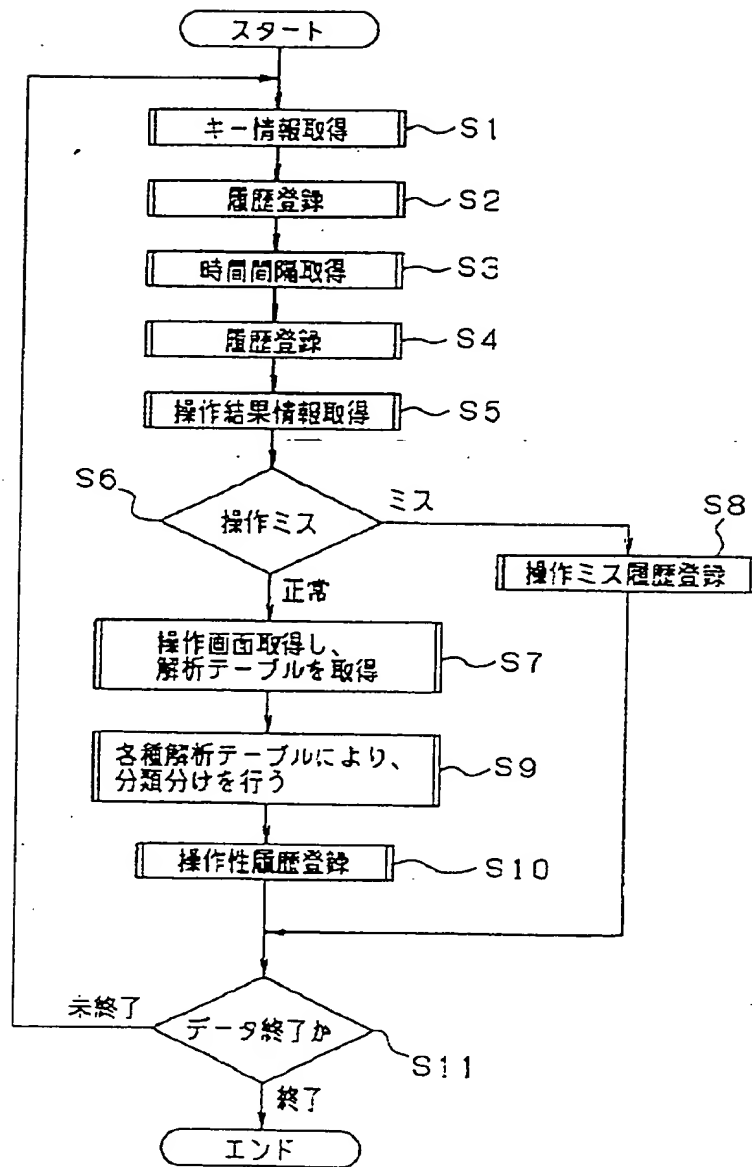 スタート
キー情報取得
S1
履歴登録
S2
時間間隔取得
S3
履歴登録
S4
操作結果情報取得
S5
S6
操作ミス
ミス
S8
操作ミス履歴登録
正常
操作画面取得し、
解析テーブルを取得
S7
各種解析テーブルにより、
分類分けを行う
S9
操作性履歴登録
S10
未終了
データ終了か
S11
終了
エンド